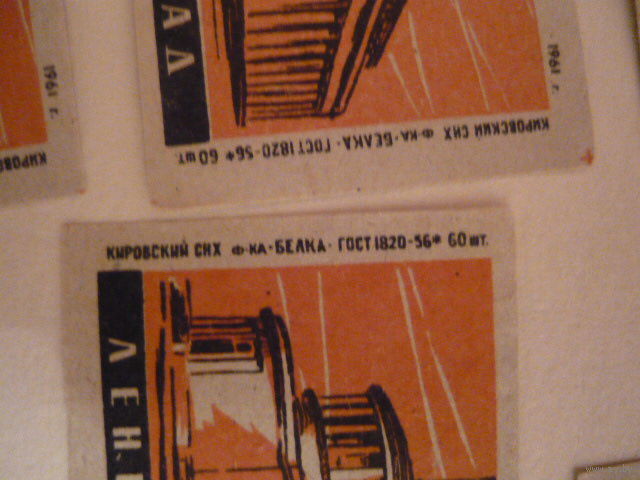 АД
1961 г.
КИРОВСКИЙ СНХ Ф-КА·БЕЛКА·ГОСТ 1820-56* 60 шт.
1961 г.
КИРОВСКИЙ СНХ Ф-КА·БЕЛКА·ГОСТ 1820-56* 60 шт.
ЛЕН